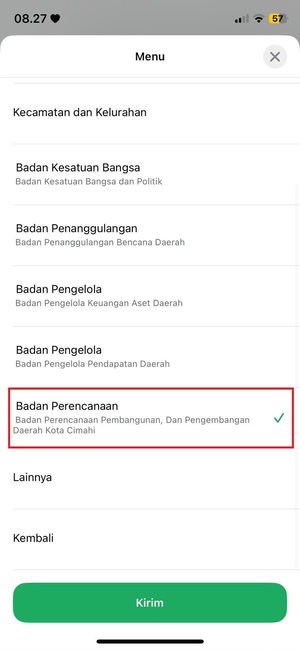 08.27
57
Menu
Kecamatan dan Kelurahan
Badan Kesatuan Bangsa
Badan Kesatuan Bangsa dan Politik
Badan Penanggulangan
Badan Penanggulangan Bencana Daerah
Badan Pengelola
Badan Pengelola Keuangan Aset Daerah
Badan Pengelola
Badan Pengelola Pendapatan Daerah
Badan Perencanaan
Badan Perencanaan Pembangunan, Dan Pengembangan
Daerah Kota Cimahi
Lainnya
Kembali
Kirim